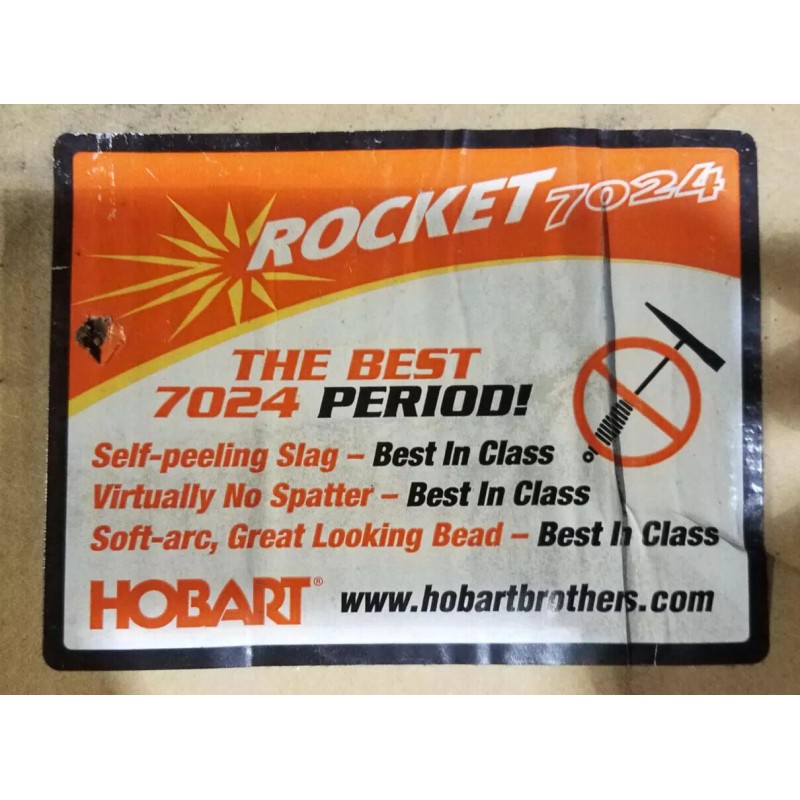 ROCKET 7024
THE BEST
7024 PERIOD!
Self-peeling Slag – Best In Class
Virtually No Spatter – Best In Class
Soft-arc, Great Looking Bead – Best In Class
HOBART® www.hobartbrothers.com